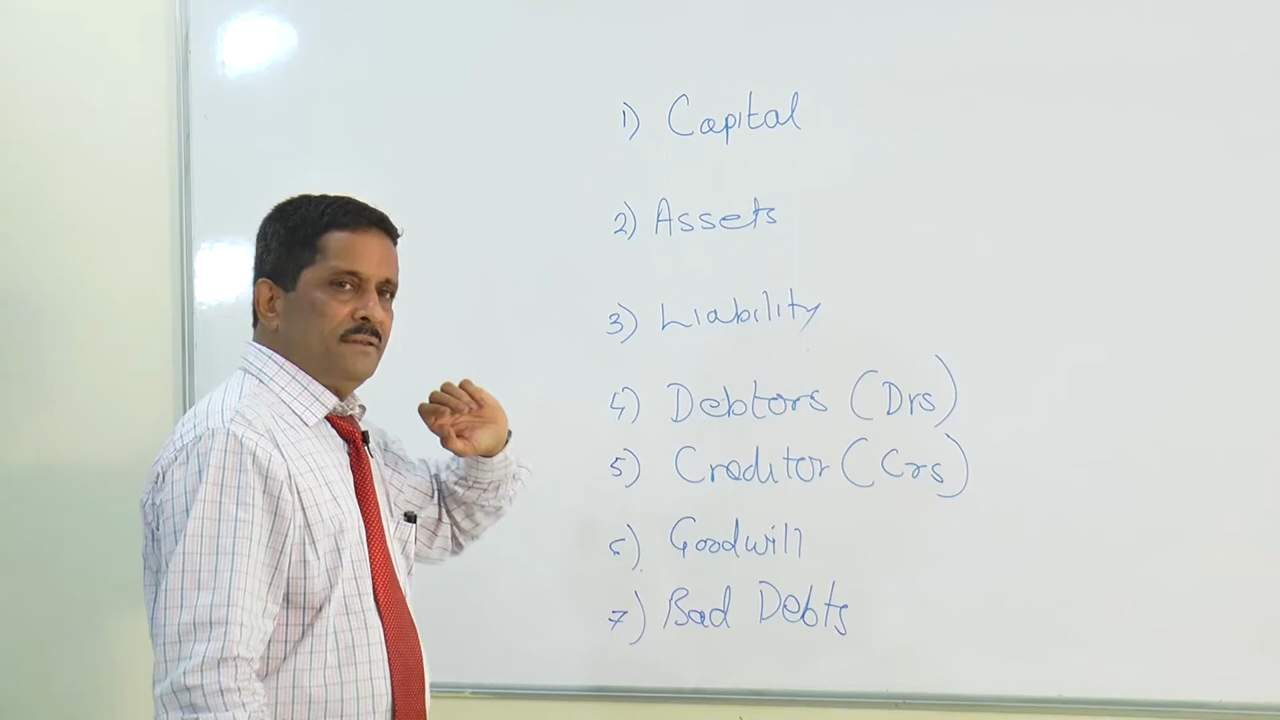 1) Capital
2) Assets
3) Liability
4) Debtors (Drs)
5) Creditor (Crs)
6) Goodwill
7) Bad Debts